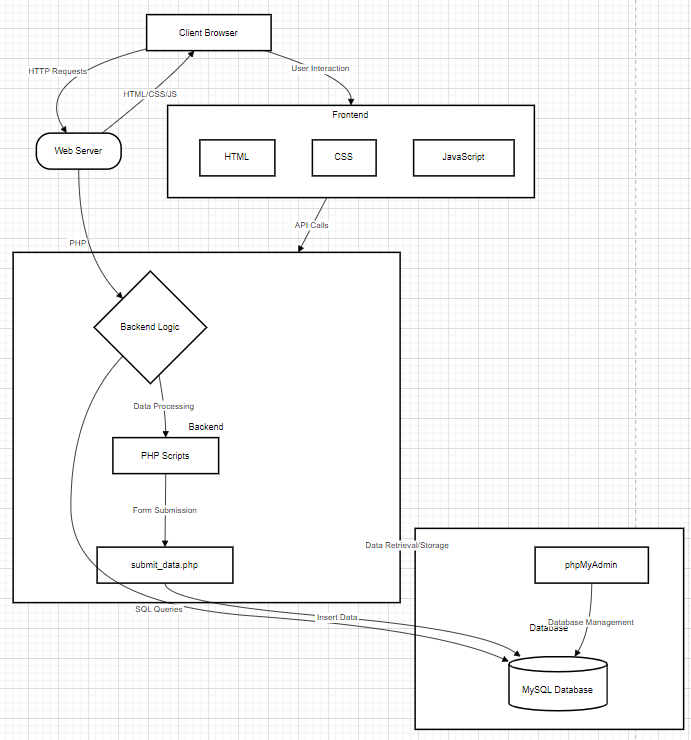 Client Browser
User Interaction
HTTP Requests
HTML/CSS/JS
Frontend
Web Server
HTML
CSS
JavaScript
API Calls
PHP
Backend Logic
Data Processing
Backend
PHP Scripts
Form Submission
Data Retrieval/Storage
submit_data.php
phpMyAdmin
SQL Queries
Insert Data
Database Management
Database
MySQL Database